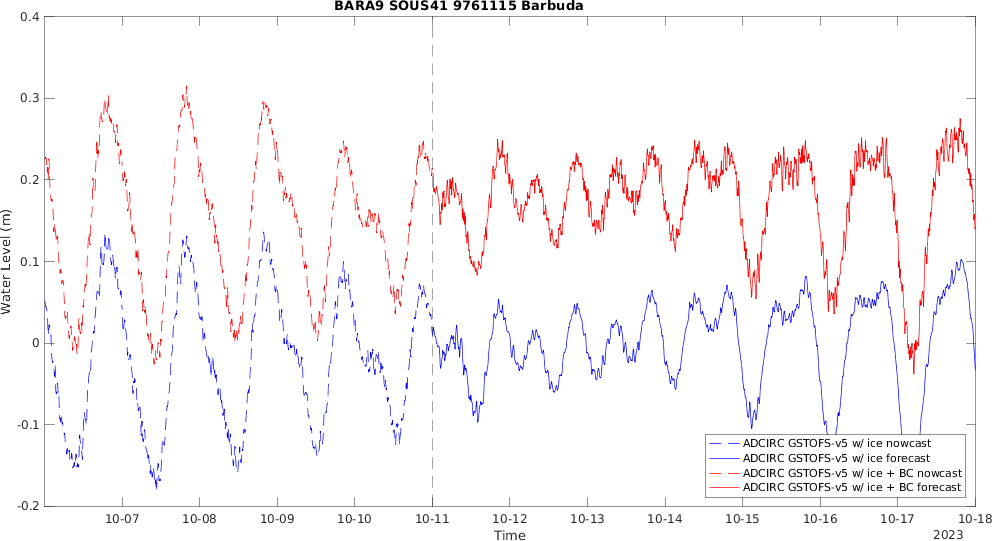 BARA9 SOUS41 9761115 Barbuda
0.4
0.3
0.2
0.1
0
-0.1
-0.2
Water Level (m)
ADCIRC GSTOFS-v5 w/ ice nowcast
ADCIRC GSTOFS-v5 w/ ice forecast
ADCIRC GSTOFS-v5 w/ ice + BC nowcast
ADCIRC GSTOFS-v5 w/ ice + BC forecast
10-07 10-08 10-09 10-10 10-11 10-12 10-13 10-14 10-15 10-16 10-17 10-18
Time
2023